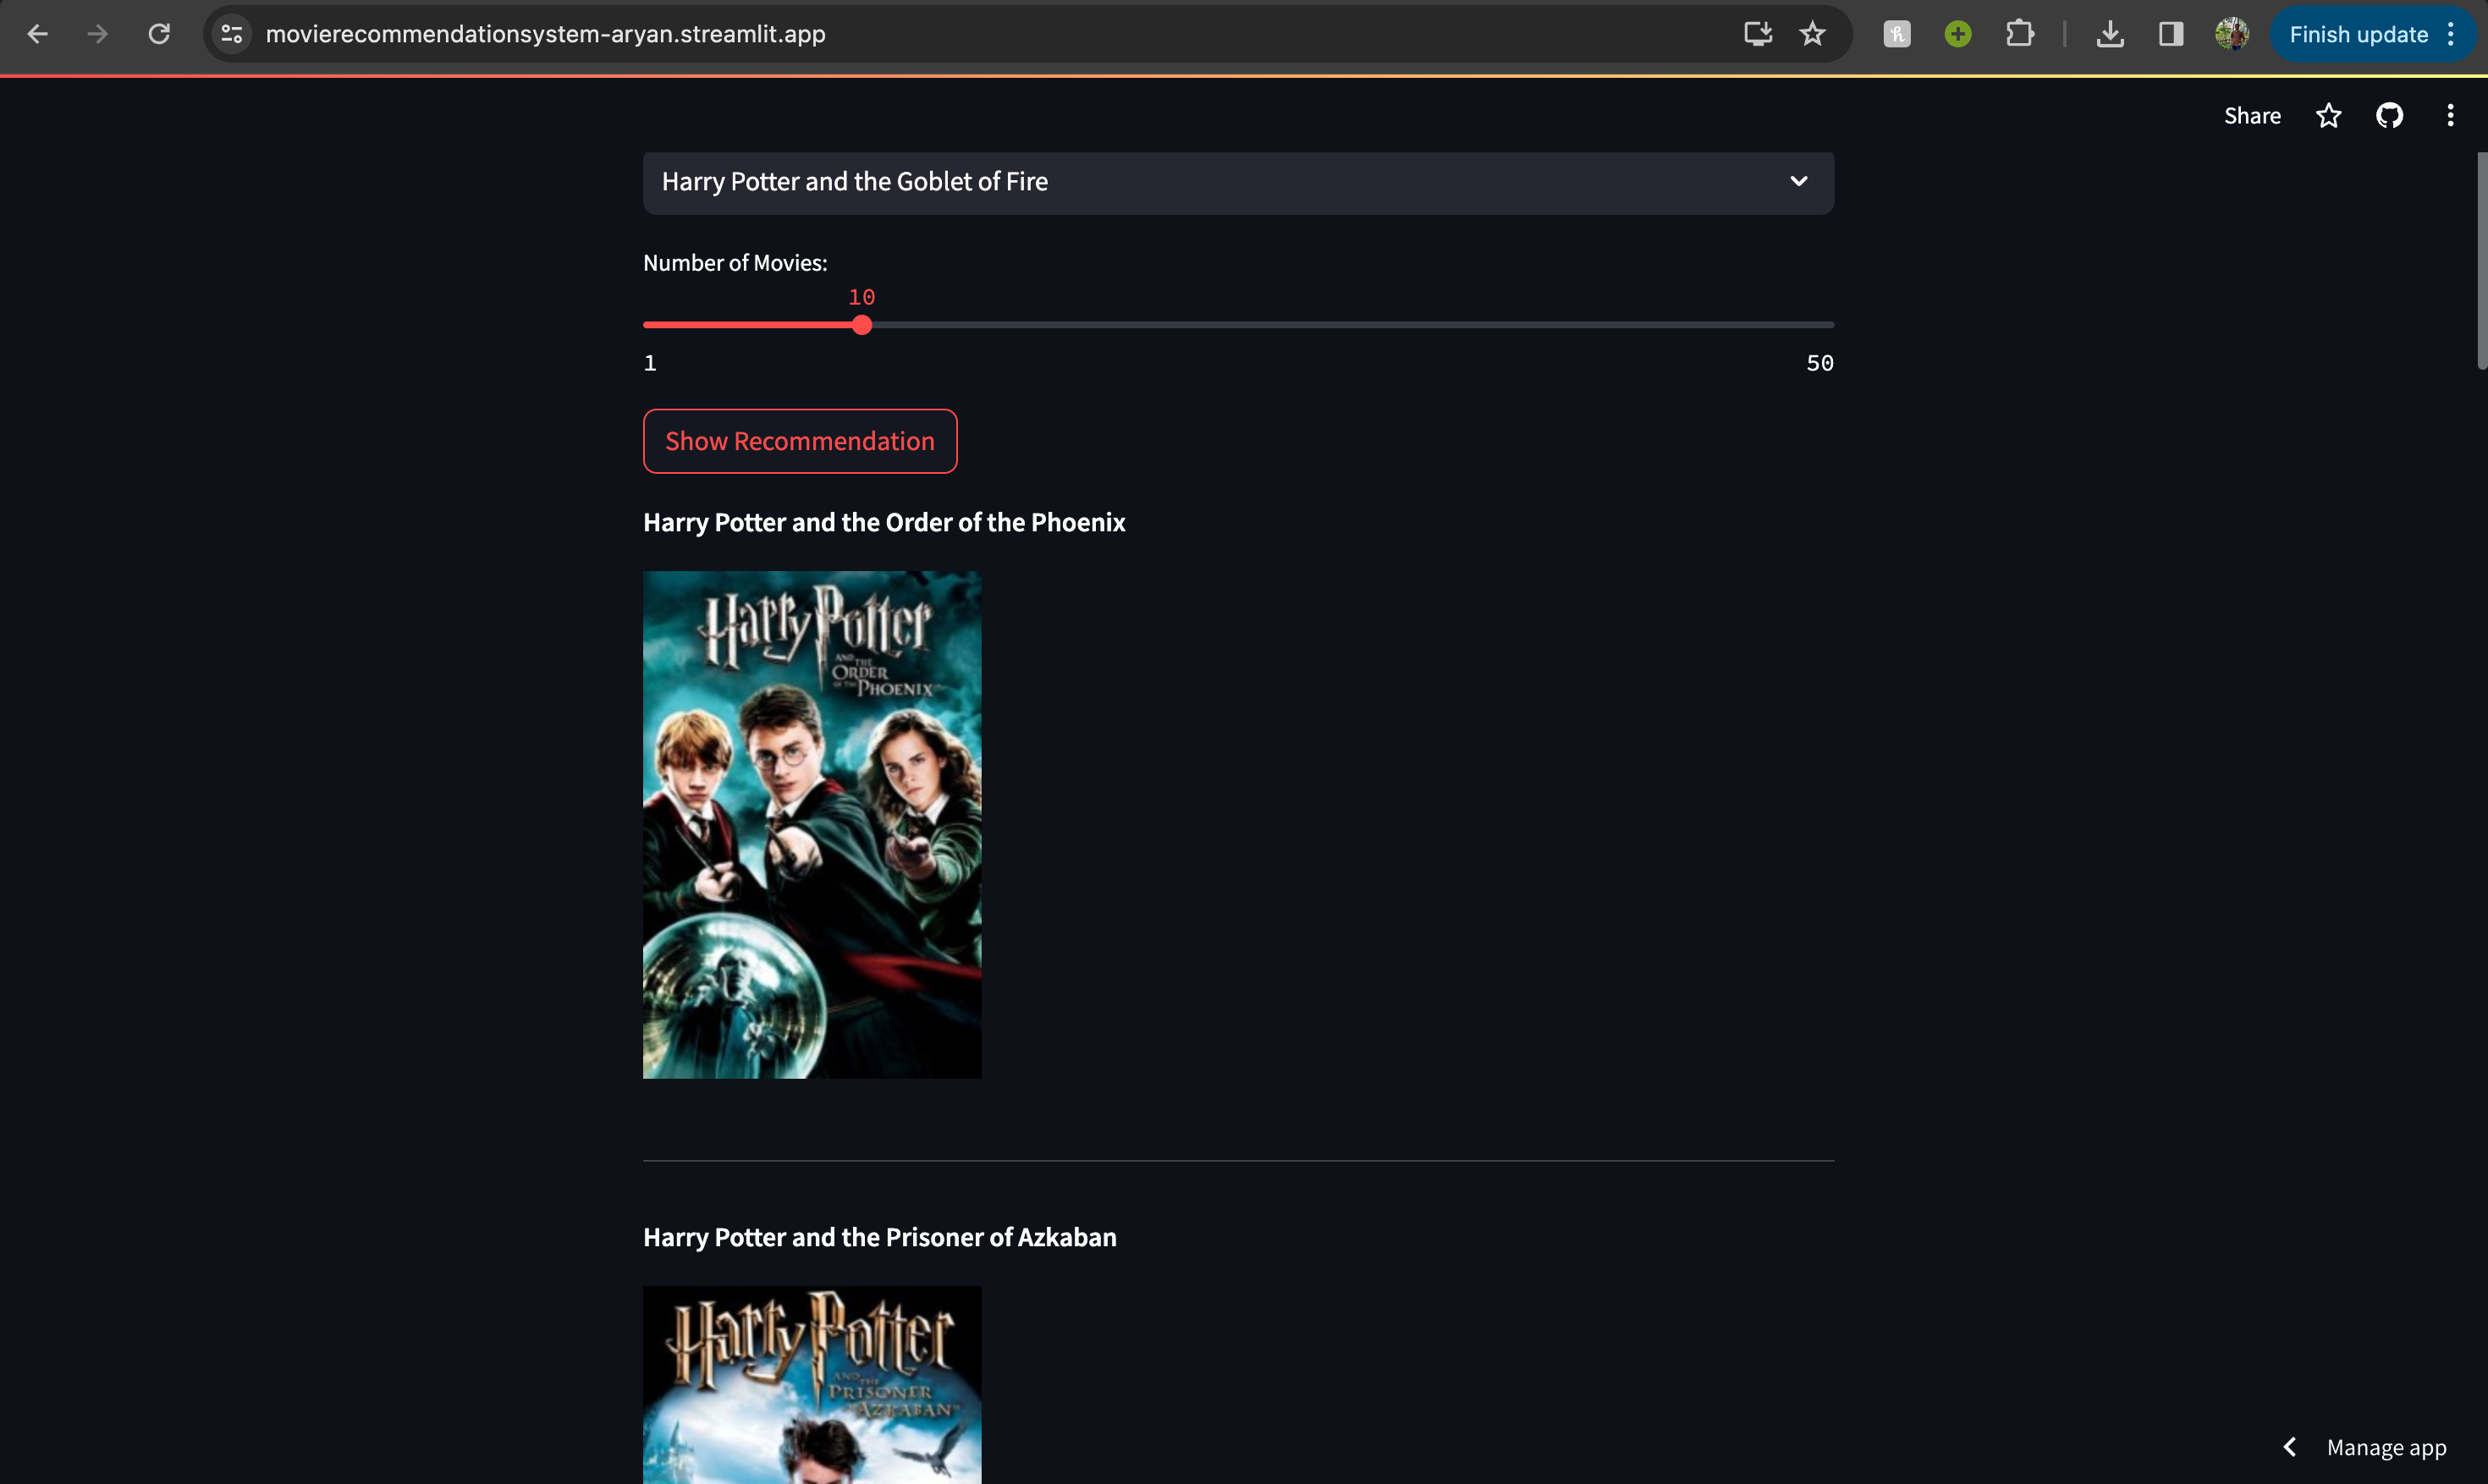 movierecommendationsystem-aryan.streamlit.app
Finish update
Share
Harry Potter and the Goblet of Fire
Number of Movies:
10
1
50
Show Recommendation
Harry Potter and the Order of the Phoenix
Harry Potter
AND THE
ORDER
OF THE
PHOENIX
Harry Potter and the Prisoner of Azkaban
Harry Potter
AND THE
PRISONER
OF AZKABAN
Manage app